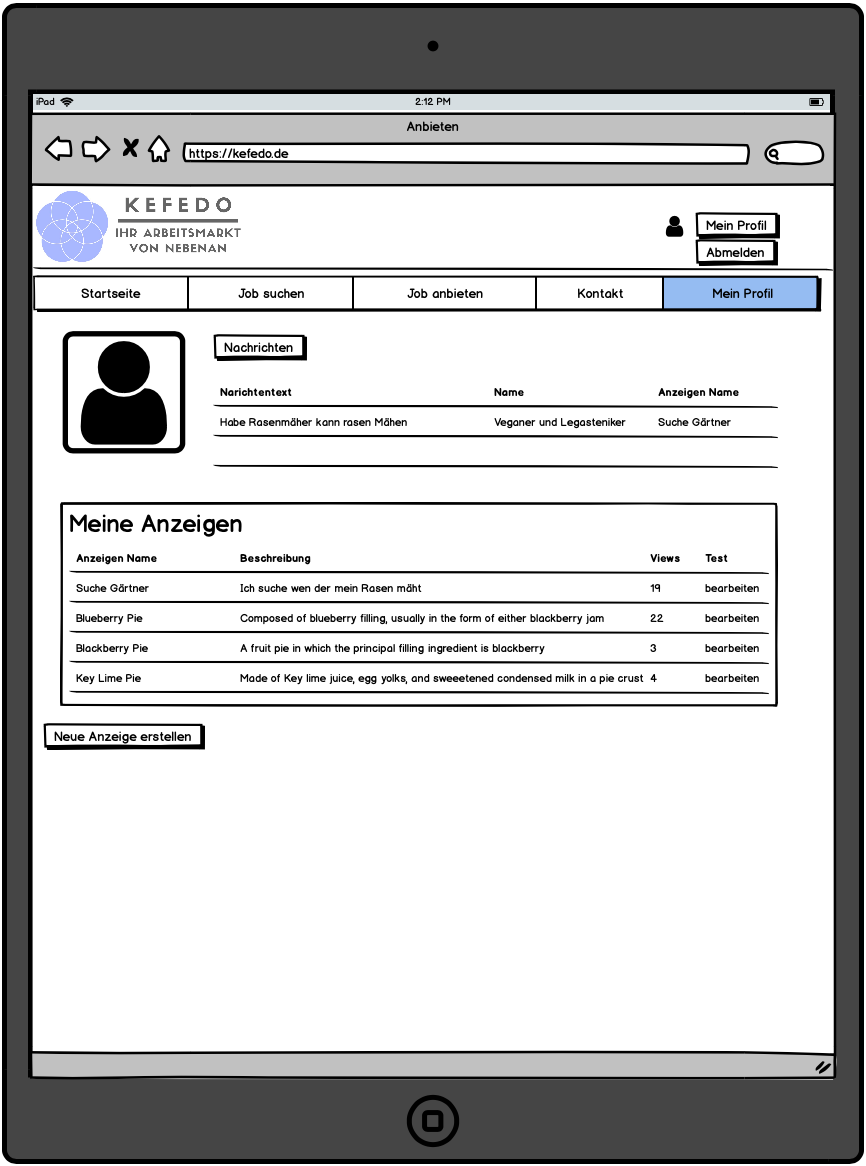 iPad 2:12 PM
Anbieten
https://kefedo.de
KEFEDO
IHR ARBEITSMARKT
VON NEBENAN
Mein Profil
Abmelden
Startseite Job suchen Job anbieten Kontakt Mein Profil
Nachrichten
Narichtentext Name Anzeigen Name
Habe Rasenmäher kann rasen Mähen Veganer und Legasteniker Suche Gärtner
Meine Anzeigen
Anzeigen Name Beschreibung Views Test
Suche Gärtner Ich suche wen der mein Rasen mäht 19 bearbeiten
Blueberry Pie Composed of blueberry filling, usually in the form of either blackberry jam 22 bearbeiten
Blackberry Pie A fruit pie in which the principal filling ingredient is blackberry 3 bearbeiten
Key Lime Pie Made of Key lime juice, egg yolks, and sweeetened condensed milk in a pie crust 4 bearbeiten
Neue Anzeige erstellen